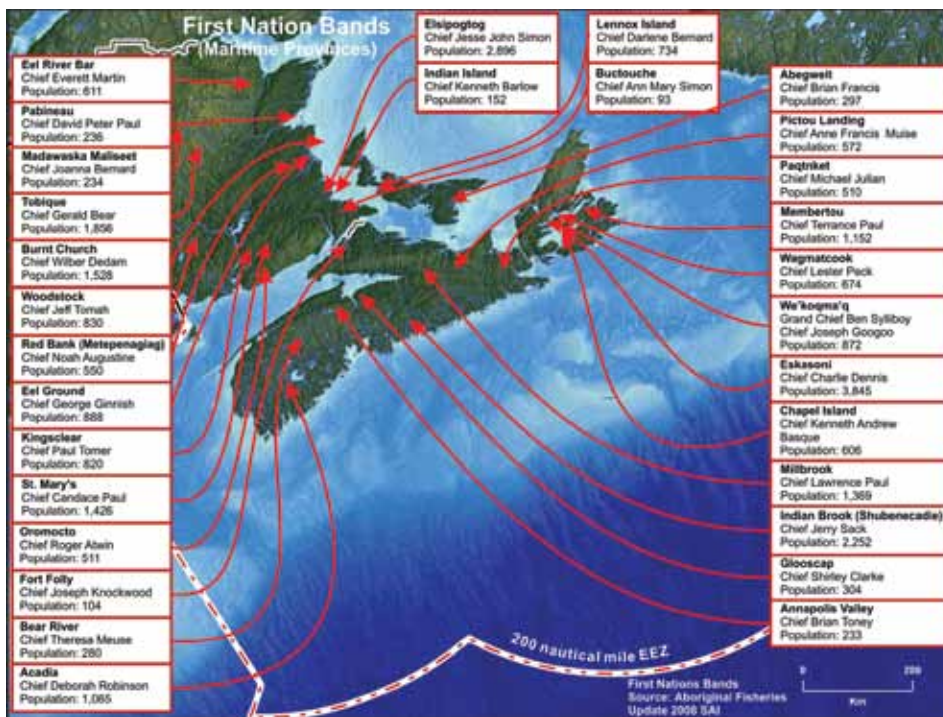 First Nation Bands
(Maritime Provinces)
Elsipogtog
Chief Jesse John Simon
Population: 2,896
Indian Island
Chief Kenneth Barlow
Population: 152
Lennox Island
Chief Darlene Bernard
Population: 734
Buctouche
Chief Ann Mary Simon
Population: 93
Eel River Bar
Chief Everett Martin
Population: 611
Pabineau
Chief David Peter Paul
Population: 236
Madawaska Maliseet
Chief Joanna Bernard
Population: 234
Tobique
Chief Gerald Bear
Population: 1,856
Burnt Church
Chief Wilber Dedam
Population: 1,528
Woodstock
Chief Jeff Tomah
Population: 830
Red Bank (Metepenagiag)
Chief Noah Augustine
Population: 550
Eel Ground
Chief George Ginnish
Population: 888
Kingsclear
Chief Paul Tomer
Population: 820
St. Mary's
Chief Candace Paul
Population: 1,426
Oromocto
Chief Roger Atwin
Population: 511
Fort Folly
Chief Joseph Knockwood
Population: 104
Bear River
Chief Theresa Meuse
Population: 280
Acadia
Chief Deborah Robinson
Population: 1,065
Abegweit
Chief Brian Francis
Population: 297
Pictou Landing
Chief Anne Francis Muise
Population: 572
Paqtnket
Chief Michael Julian
Population: 510
Membertou
Chief Terrance Paul
Population: 1,152
Wagmatcook
Chief Lester Peck
Population: 674
We'koqma'q
Grand Chief Ben Sylliboy
Chief Joseph Googoo
Population: 872
Eskasoni
Chief Charlie Dennis
Population: 3,845
Chapel Island
Chief Kenneth Andrew
Basque
Population: 606
Millbrook
Chief Lawrence Paul
Population: 1,369
Indian Brook (Shubenecadie)
Chief Jerry Sack
Population: 2,252
Glooscap
Chief Shirley Clarke
Population: 304
Annapolis Valley
Chief Brian Toney
Population: 233
200 nautical mile EEZ
First Nations Bands
Source: Aboriginal Fisheries
Update 2008 SAI
0 200
Km